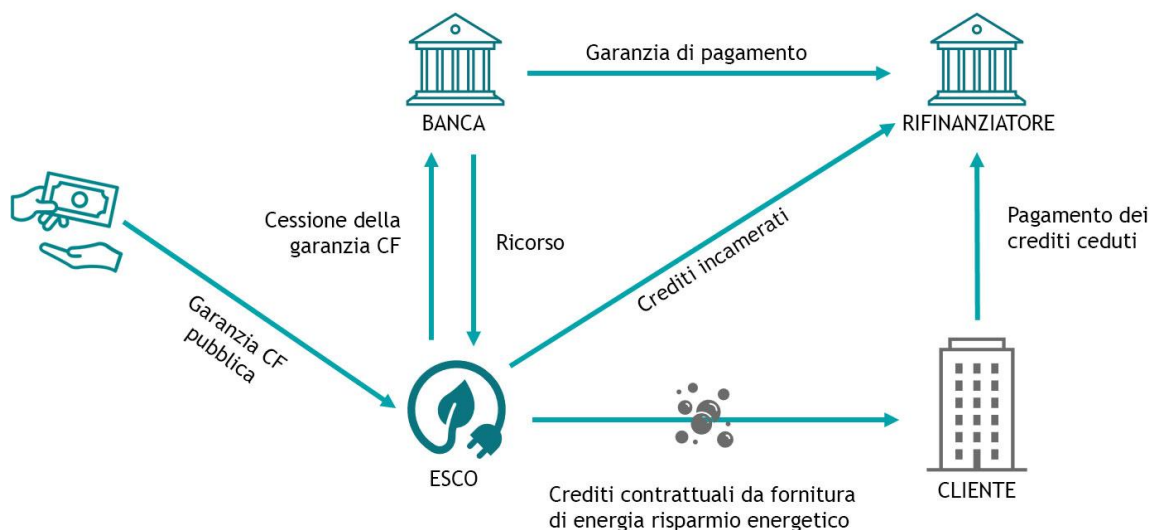 Garanzia di pagamento
BANCA
RIFINANZIATORE
Cessione della
garanzia CF
Ricorso
Crediti incamerati
Pagamento dei
crediti ceduti
Garanzia CF
pubblica
ESCO
CLIENTE
Crediti contrattuali da fornitura
di energia risparmio energetico